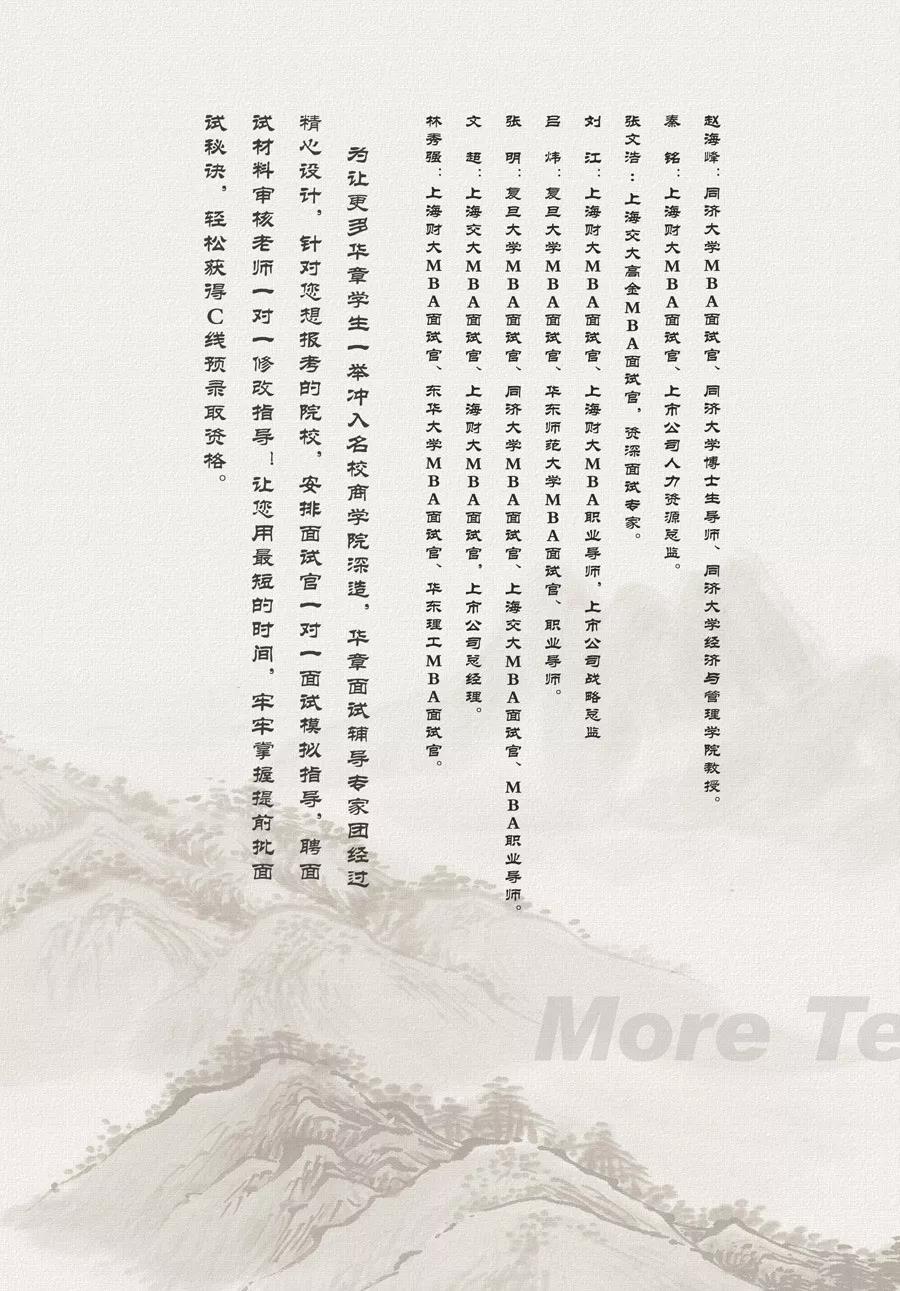 赵海峰：同济大学MBA面试官、同济大学博士生导师、同济大学经济与管理学院教授。
秦　铭：上海财大MBA面试官、上市公司人力资源总监。
张文浩：上海交大高金MBA面试官，资深面试专家。
刘　江：上海财大MBA面试官、上海财大MBA职业导师，上市公司战略总监
吕　炜：复旦大学MBA面试官、华东师范大学MBA面试官、职业导师。
张　明：复旦大学MBA面试官、同济大学MBA面试官、上海交大MBA面试官、MBA职业导师。
文　超：上海交大MBA面试官、上海财大MBA面试官，上市公司总经理。
林秀强：上海财大MBA面试官、东华大学MBA面试官、华东理工MBA面试官。
为让更多华章学生一举冲入名校商学院深造，华章面试辅导专家团经过
精心设计，针对您想报考的院校，安排面试官一对一面试模拟指导，聘面
试材料审核老师一对一修改指导！让您用最短的时间，牢牢掌握提前批面
试秘诀，轻松获得C线预录取资格。
More Te